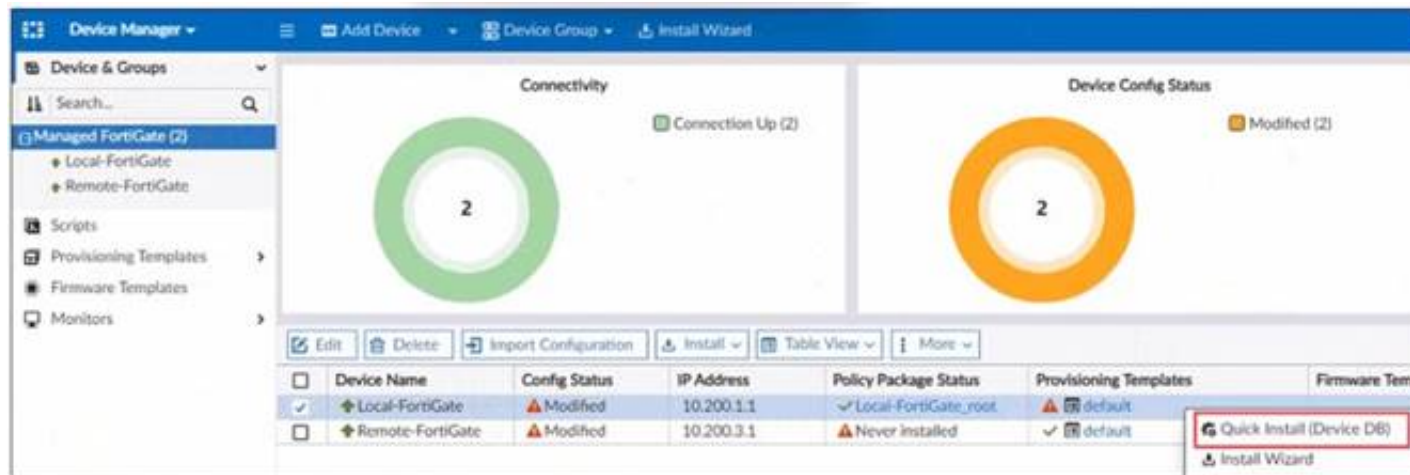 Device Manager
Add Device
Device Group
Install Wizard
Device & Groups
Search...
Managed FortiGate (2)
Local-FortiGate
Remote-FortiGate
Scripts
Provisioning Templates
Firmware Templates
Monitors
Connectivity
Connection Up (2)
2
Device Config Status
Modified (2)
2
Edit Delete Import Configuration Install Table View More
Device Name Config Status IP Address Policy Package Status Provisioning Templates Firmware Tem
Local-FortiGate Modified 10.200.1.1 Local-FortiGate_root default
Remote-FortiGate Modified 10.200.3.1 Never installed default
Quick Install (Device DB)
Install Wizard